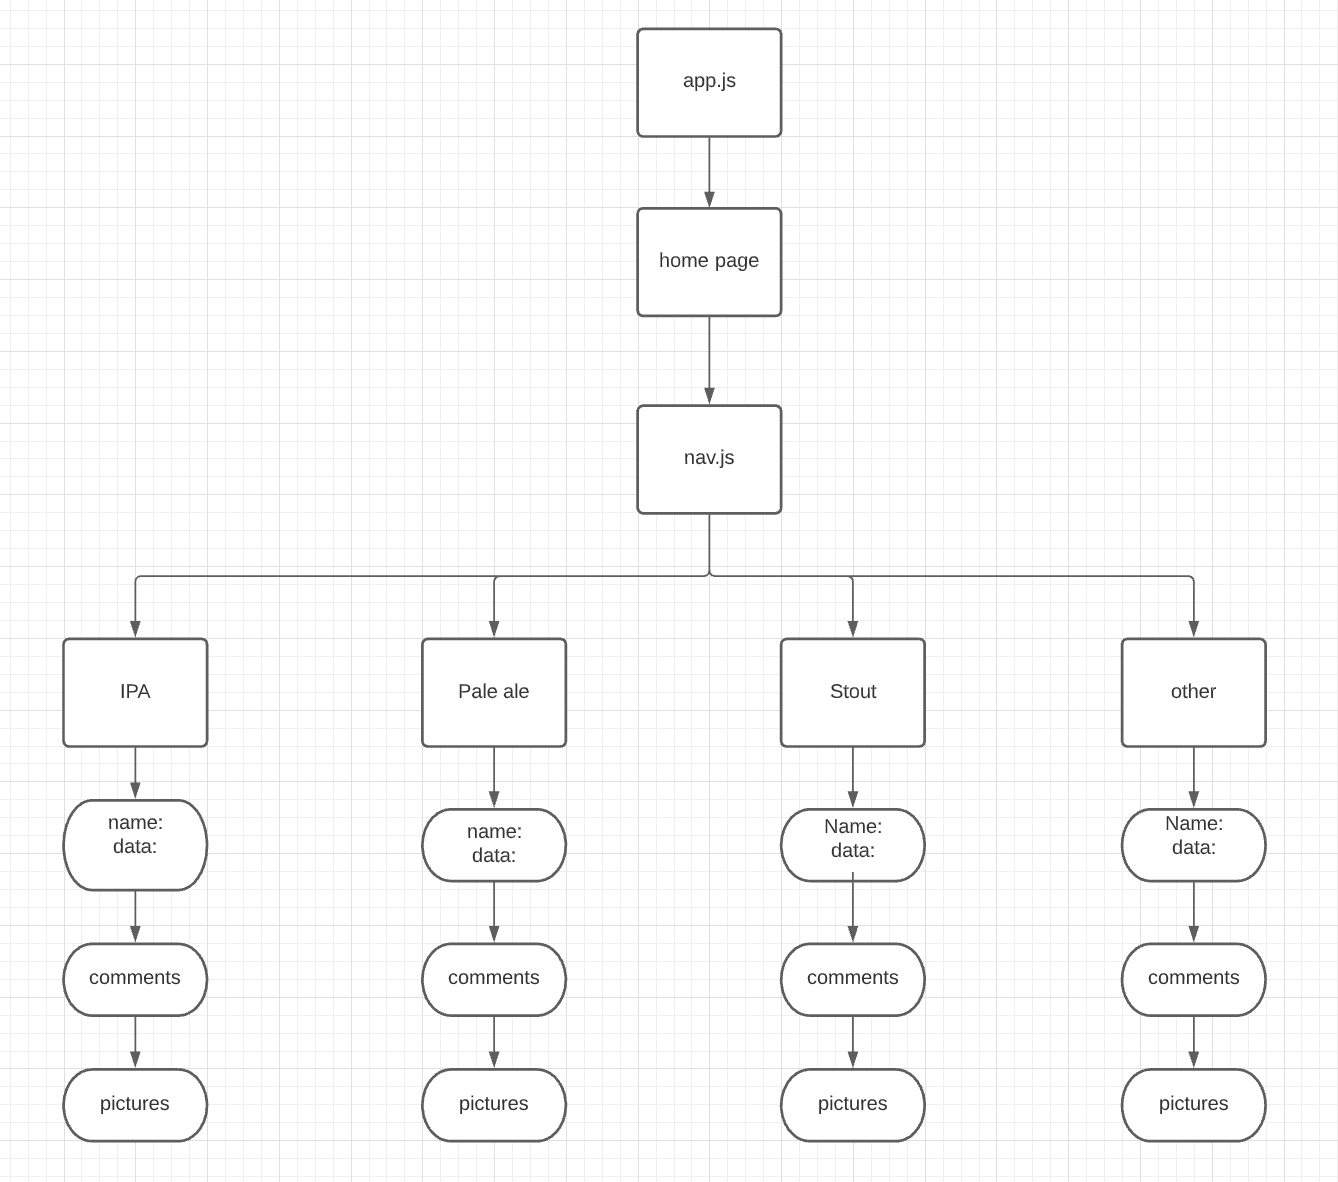 app.js
home page
nav.js
IPA
Pale ale
Stout
other
name:
data:
name:
data:
Name:
data:
Name:
data:
comments
comments
comments
comments
pictures
pictures
pictures
pictures